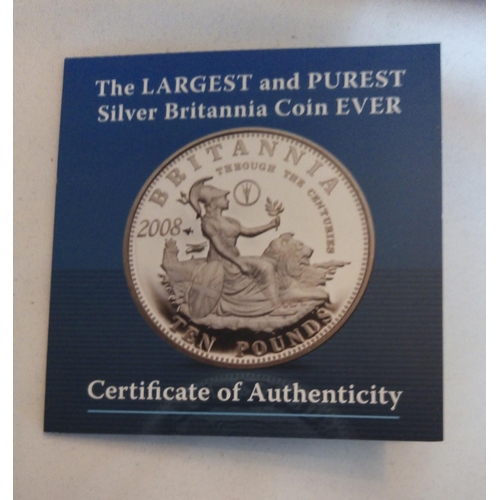 The LARGEST and PUREST
Silver Britannia Coin EVER
BRITANNIA
THROUGH THE CENTURIES
2008
TEN POUNDS
Certificate of Authenticity